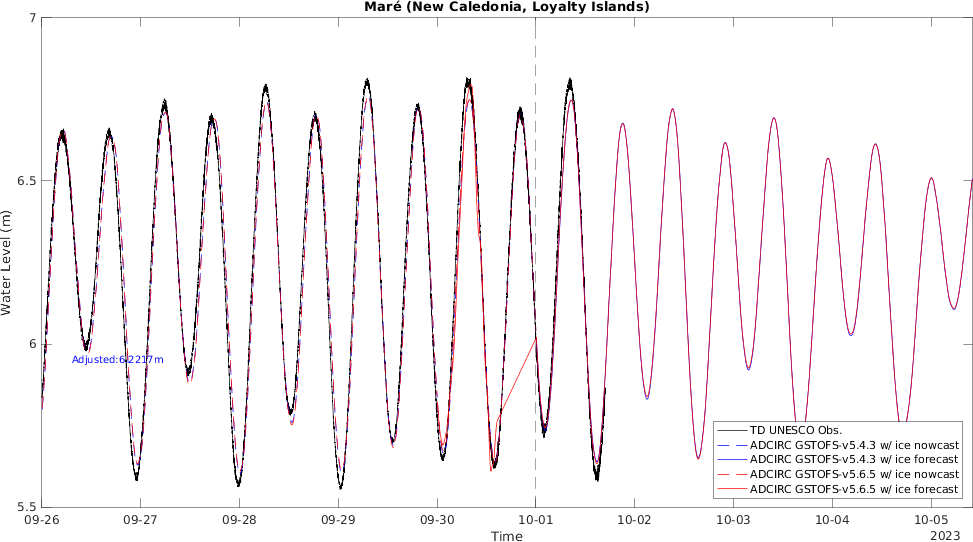 Maré (New Caledonia, Loyalty Islands)
7
6.5
6
5.5
Water Level (m)
Adjusted:6.2217m
TD UNESCO Obs.
ADCIRC GSTOFS-v5.4.3 w/ ice nowcast
ADCIRC GSTOFS-v5.4.3 w/ ice forecast
ADCIRC GSTOFS-v5.6.5 w/ ice nowcast
ADCIRC GSTOFS-v5.6.5 w/ ice forecast
09-26 09-27 09-28 09-29 09-30 10-01 10-02 10-03 10-04 10-05
Time
2023